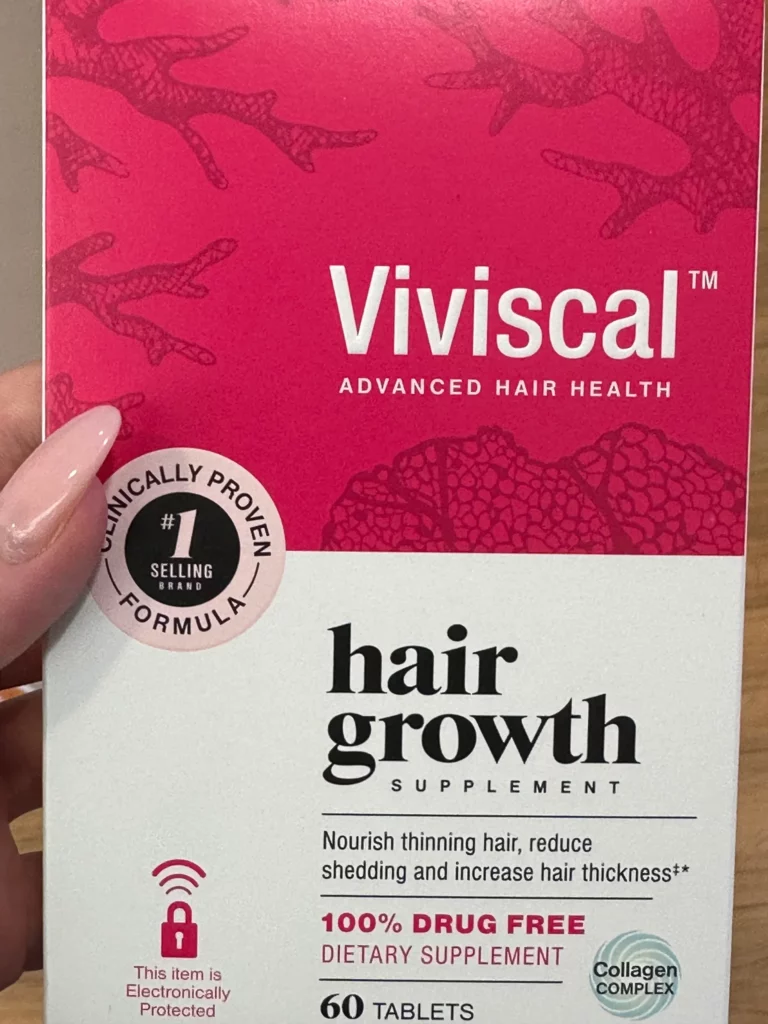 Viviscal™
ADVANCED HAIR HEALTH
CLINICALLY PROVEN
#1
SELLING
BRAND
FORMULA
hair
growth
SUPPLEMENT
Nourish thinning hair, reduce
shedding and increase hair thickness‡*
100% DRUG FREE
DIETARY SUPPLEMENT
Collagen
COMPLEX
60 TABLETS
This item is
Electronically
Protected